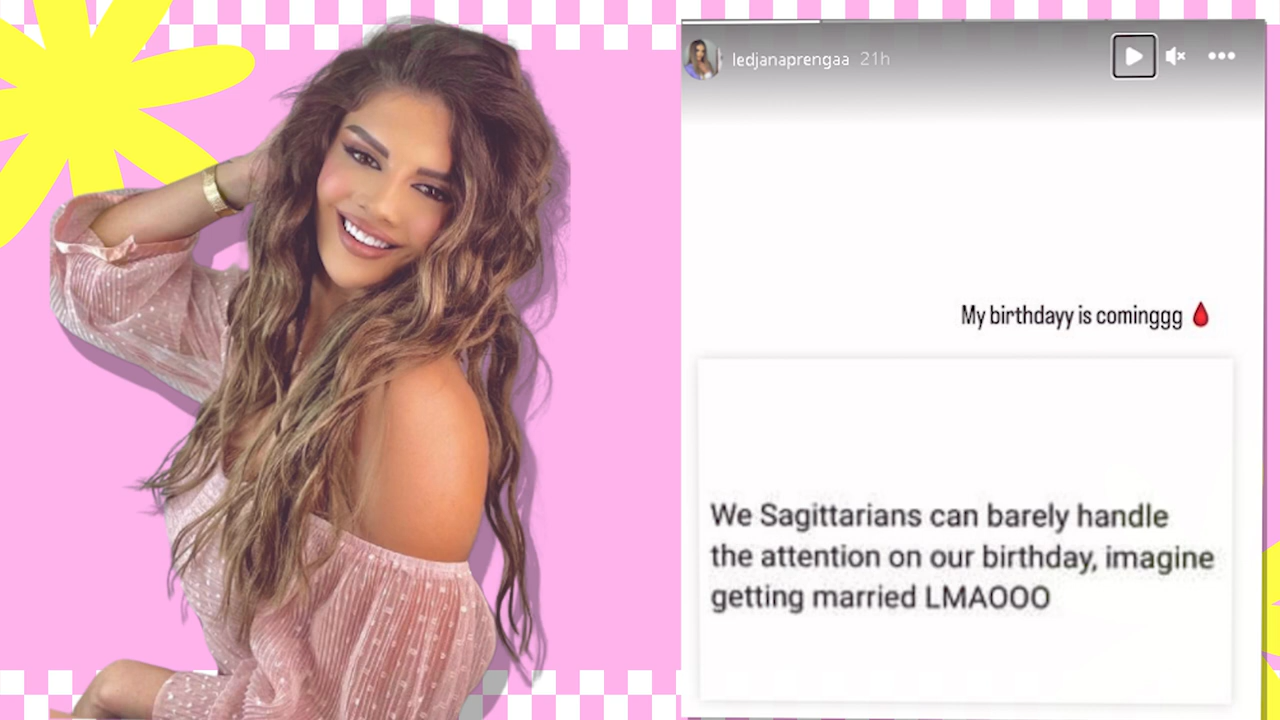 ledjanaprengaa 21h
My birthdayy is cominggg 🩸
We Sagittarians can barely handle
the attention on our birthday, imagine
getting married LMAOOO